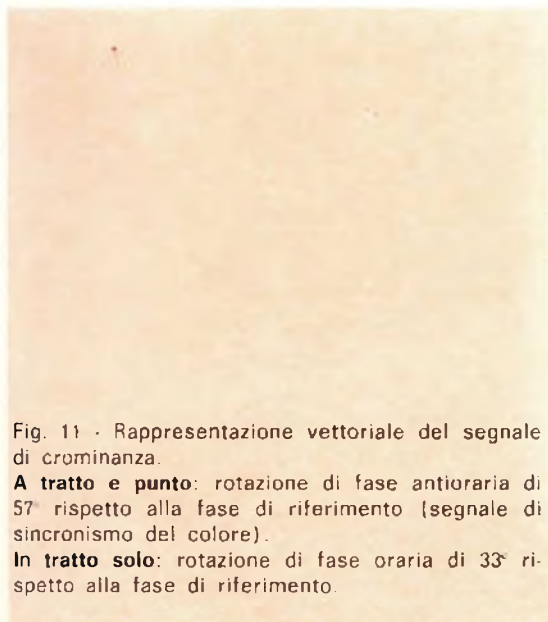 Fig. 11 - Rappresentazione vettoriale del segnale
di crominanza.
A tratto e punto: rotazione di fase antioraria di
57° rispetto alla fase di riferimento (segnale di
sincronismo del colore).
In tratto solo: rotazione di fase oraria di 33° ri-
spetto alla fase di riferimento.